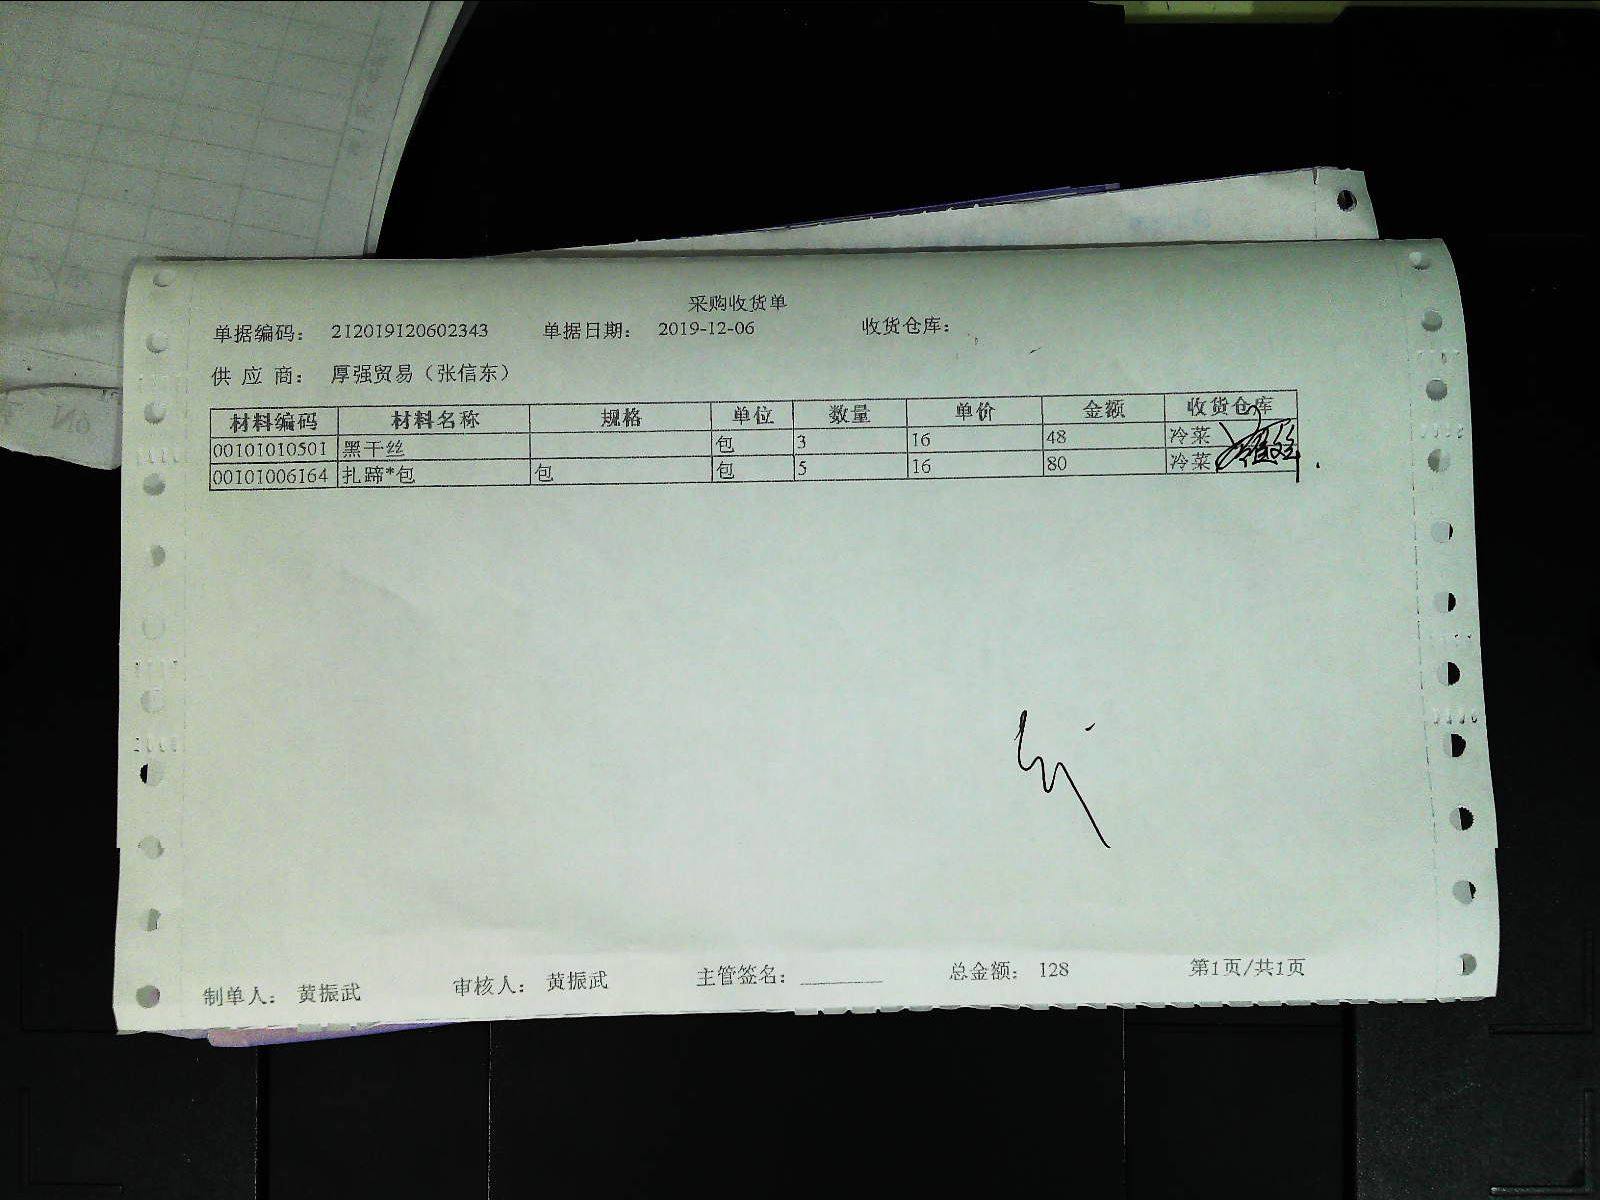 采购收货单
单据编码： 212019120602343 单据日期： 2019-12-06 收货仓库：
供 应 商： 厚强贸易（张信东）
材料编码 材料名称 规格 单位 数量 单价 金额 收货仓库
00101010501 黑干丝 包 3 16 48 冷菜
00101006164 扎蹄*包 包 包 5 16 80 冷菜
制单人： 黄振武 审核人： 黄振武 主管签名： 总金额： 128 第1页/共1页